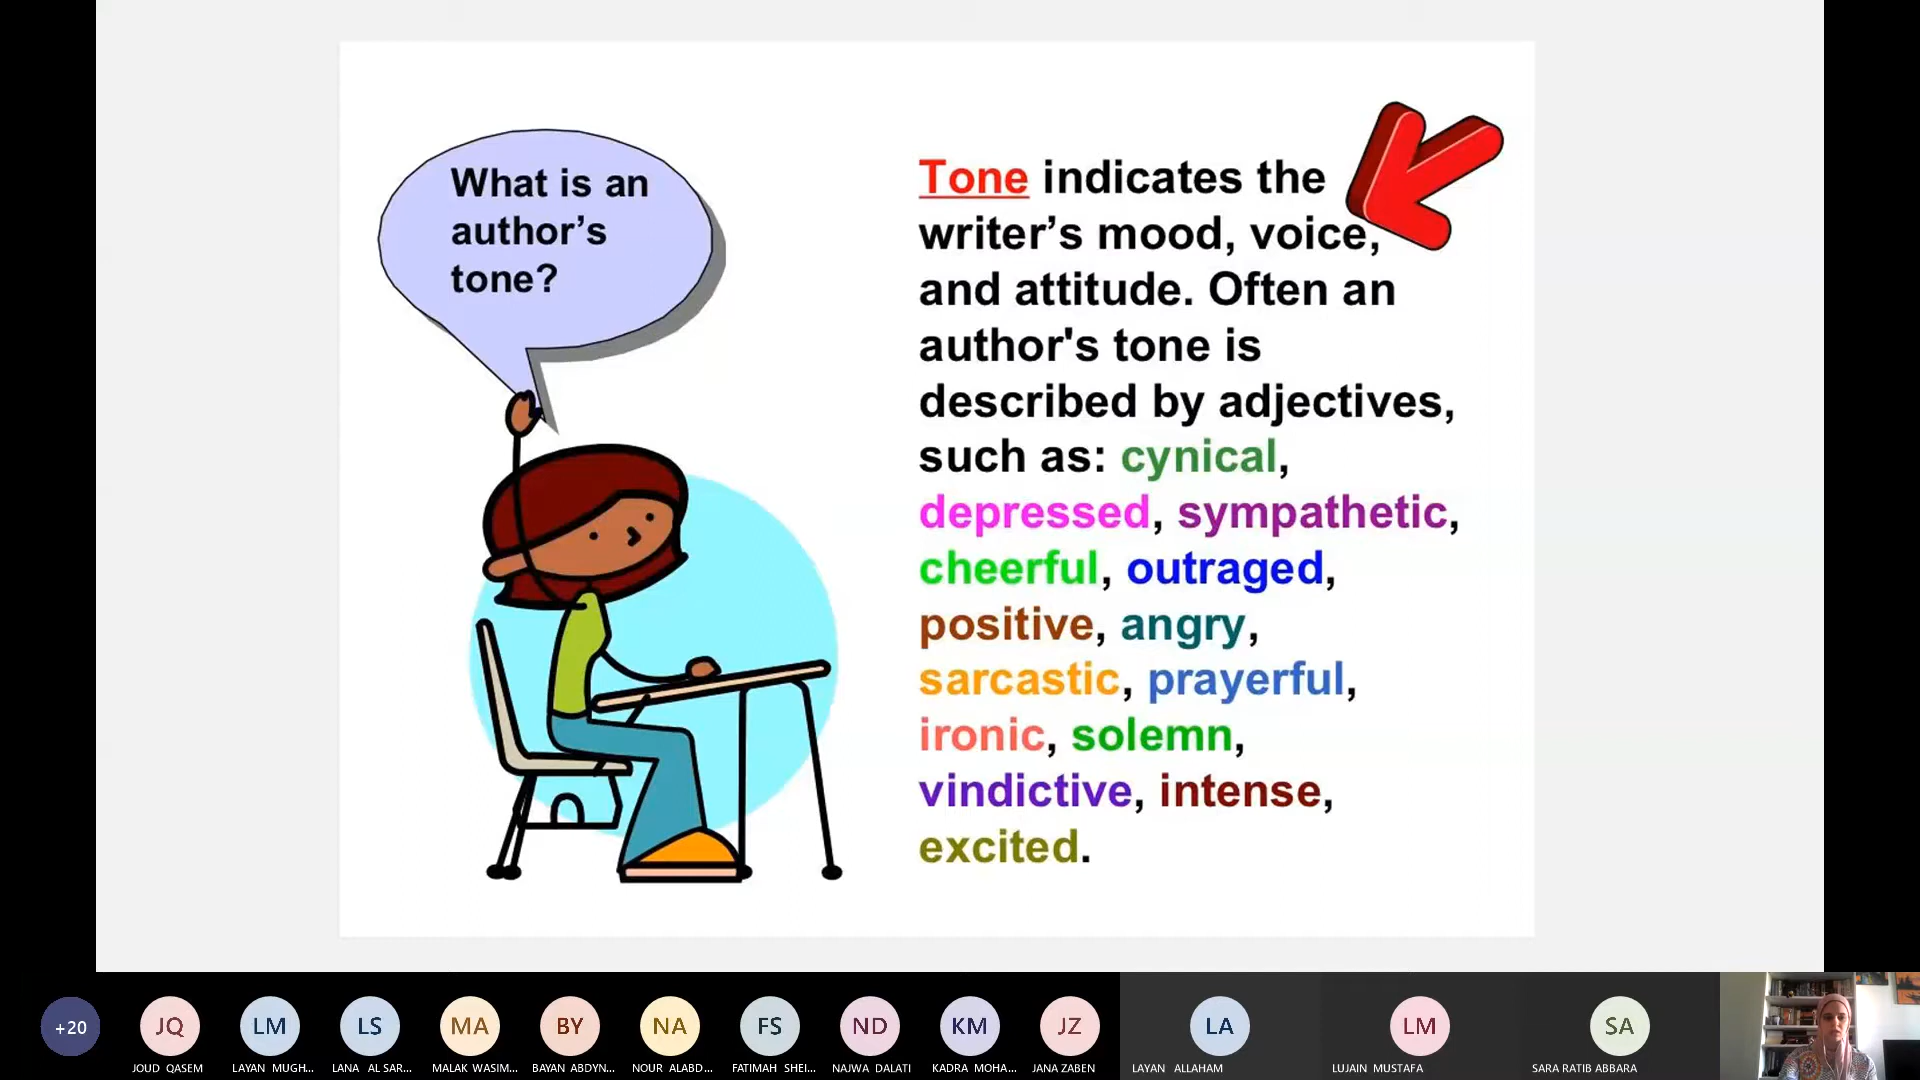 What is an
author’s
tone?
Tone indicates the
writer’s mood, voice,
and attitude. Often an
author's tone is
described by adjectives,
such as: cynical,
depressed, sympathetic,
cheerful, outraged,
positive, angry,
sarcastic, prayerful,
ironic, solemn,
vindictive, intense,
excited.
+20
JQ
LM
LS
MA
BY
NA
FS
ND
KM
JZ
LA
LM
SA
JOUD QASEM
LAYAN MUGH...
LANA AL SAR...
MALAK WASIM...
BAYAN ABDYN...
NOUR ALABD...
FATIMAH SHEI...
NAJWA DALATI
KADRA MOHA...
JANA ZABEN
LAYAN ALLAHAM
LUJAIN MUSTAFA
SARA RATIB ABBARA